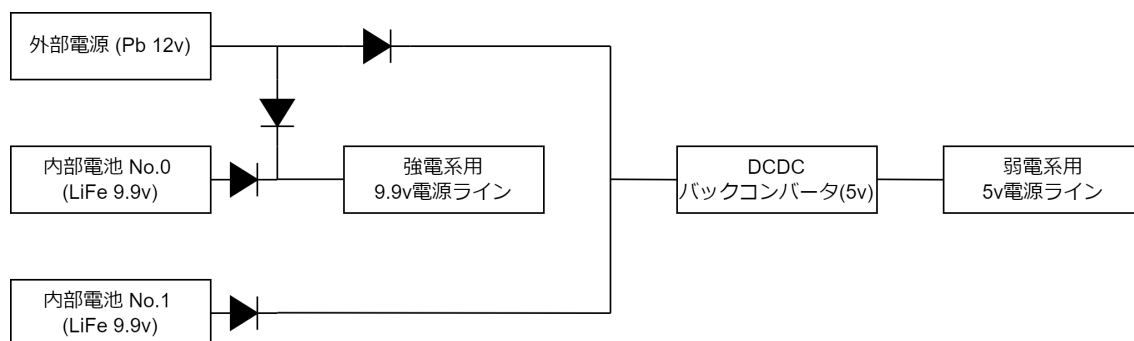 外部電源 (Pb 12v)
内部電池 No.0
(LiFe 9.9v)
強電系用
9.9v電源ライン
DCDC
バックコンバータ(5v)
弱電系用
5v電源ライン
内部電池 No.1
(LiFe 9.9v)